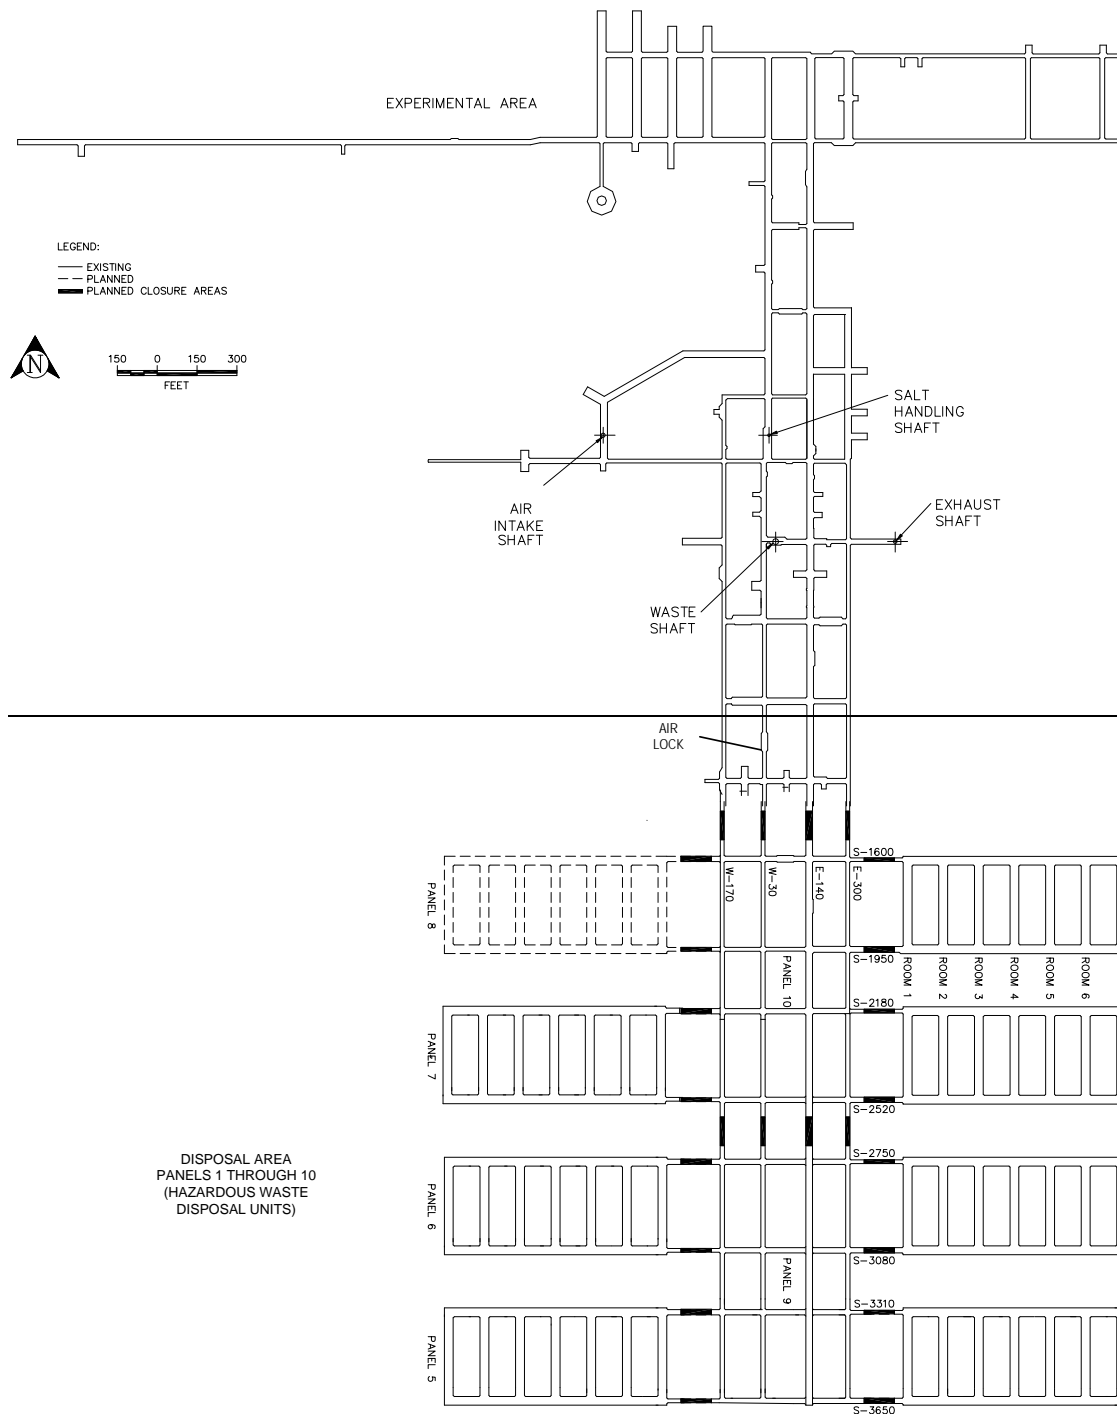 EXPERIMENTAL AREA
LEGEND:
EXISTING
PLANNED
PLANNED CLOSURE AREAS
N
150 0 150 300
FEET
SALT
HANDLING
SHAFT
AIR
INTAKE
SHAFT
EXHAUST
SHAFT
WASTE
SHAFT
AIR
LOCK
S-1600
W-170
W-30
E-140
E-300
PANEL 8
S-1950
PANEL 10
S-2180
ROOM 1
ROOM 2
ROOM 3
ROOM 4
ROOM 5
ROOM 6
PANEL 7
S-2520
S-2750
DISPOSAL AREA
PANELS 1 THROUGH 10
(HAZARDOUS WASTE
DISPOSAL UNITS)
PANEL 6
S-3080
PANEL 9
S-3310
PANEL 5
S-3650